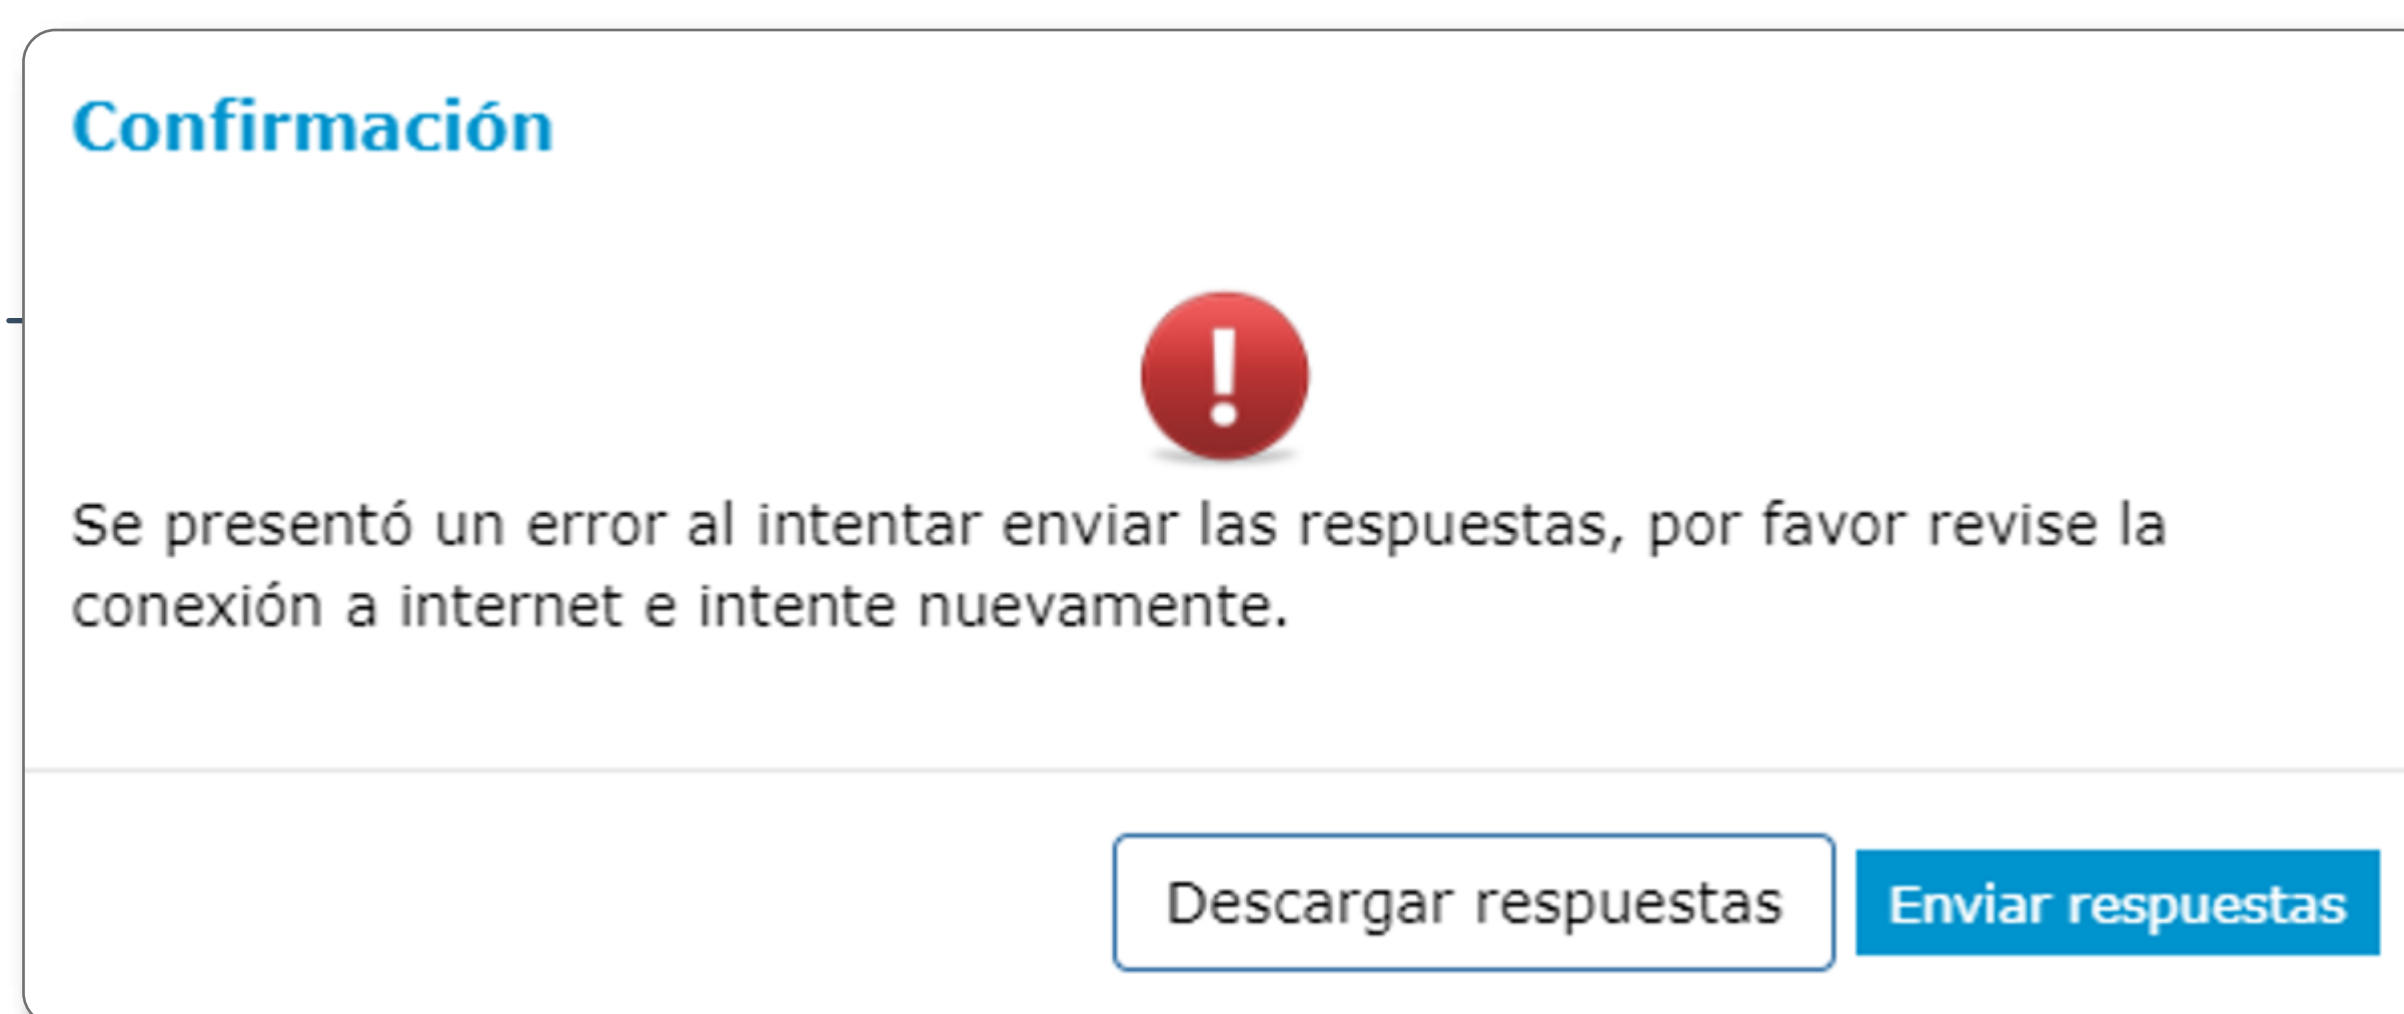 Confirmación
Se presentó un error al intentar enviar las respuestas, por favor revise la
conexión a internet e intente nuevamente.
Descargar respuestas
Enviar respuestas